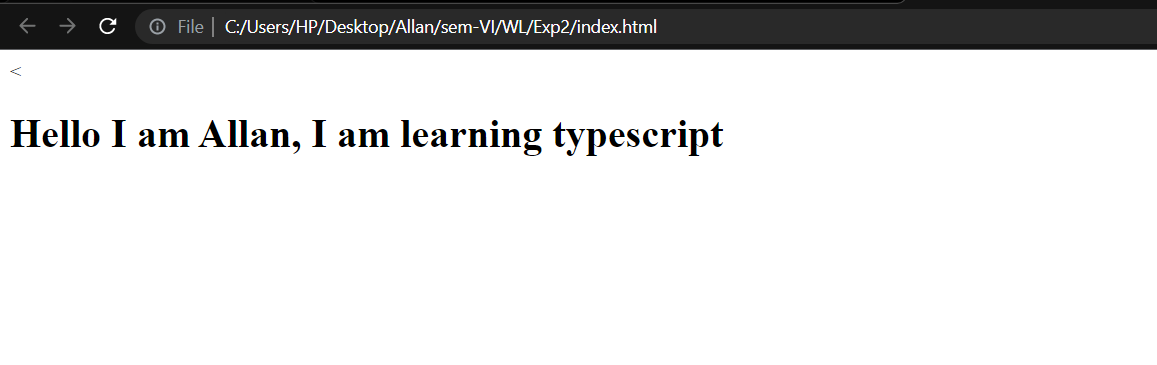 File | C:/Users/HP/Desktop/Allan/sem-VI/WL/Exp2/index.html
<
Hello I am Allan, I am learning typescript